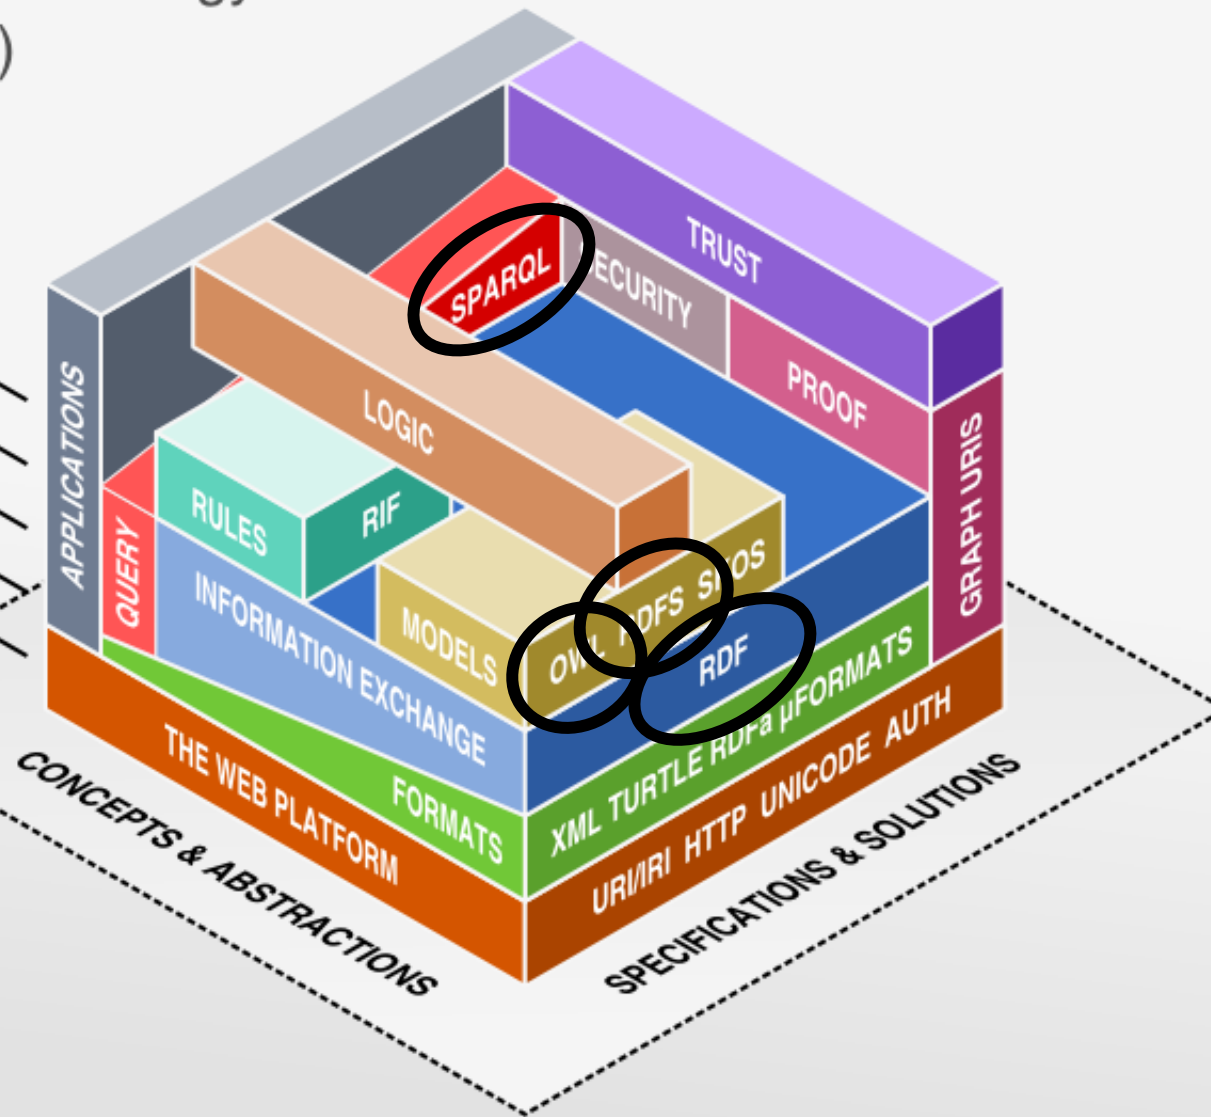 )
TRUST
SPARQL
SECURITY
PROOF
APPLICATIONS
LOGIC
GRAPH URIS
RULES
RIF
QUERY
INFORMATION EXCHANGE
MODELS
OWL RDFS SKOS
RDF
THE WEB PLATFORM
FORMATS
XML TURTLE RDFa µFORMATS
URI/IRI HTTP UNICODE AUTH
CONCEPTS & ABSTRACTIONS
SPECIFICATIONS & SOLUTIONS